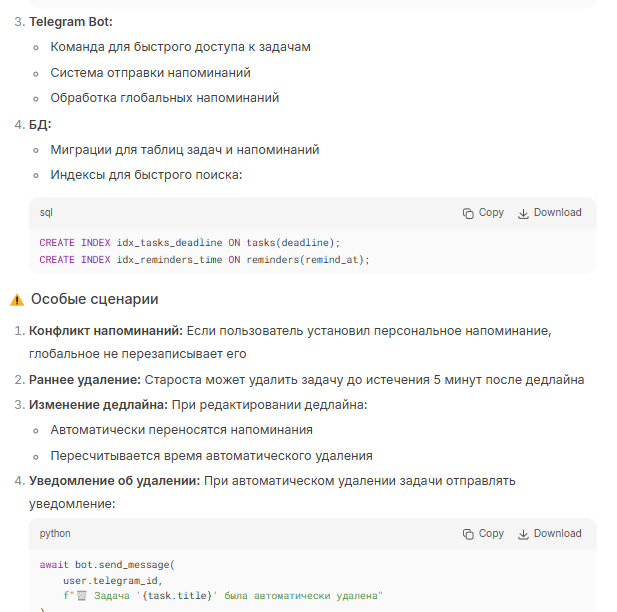 3. Telegram Bot:
Команда для быстрого доступа к задачам
Система отправки напоминаний
Обработка глобальных напоминаний
4. БД:
Миграции для таблиц задач и напоминаний
Индексы для быстрого поиска:
sql Copy Download
CREATE INDEX idx_tasks_deadline ON tasks(deadline);
CREATE INDEX idx_reminders_time ON reminders(remind_at);
⚠️ Особые сценарии
1. Конфликт напоминаний: Если пользователь установил персональное напоминание,
глобальное не перезаписывает его
2. Раннее удаление: Староста может удалить задачу до истечения 5 минут после дедлайна
3. Изменение дедлайна: При редактировании дедлайна:
Автоматически переносятся напоминания
Пересчитывается время автоматического удаления
4. Уведомление об удалении: При автоматическом удалении задачи отправлять
уведомление:
python Copy Download
await bot.send_message(
user.telegram_id,
f"🗑️ Задача '{task.title}' была автоматически удалена"
)